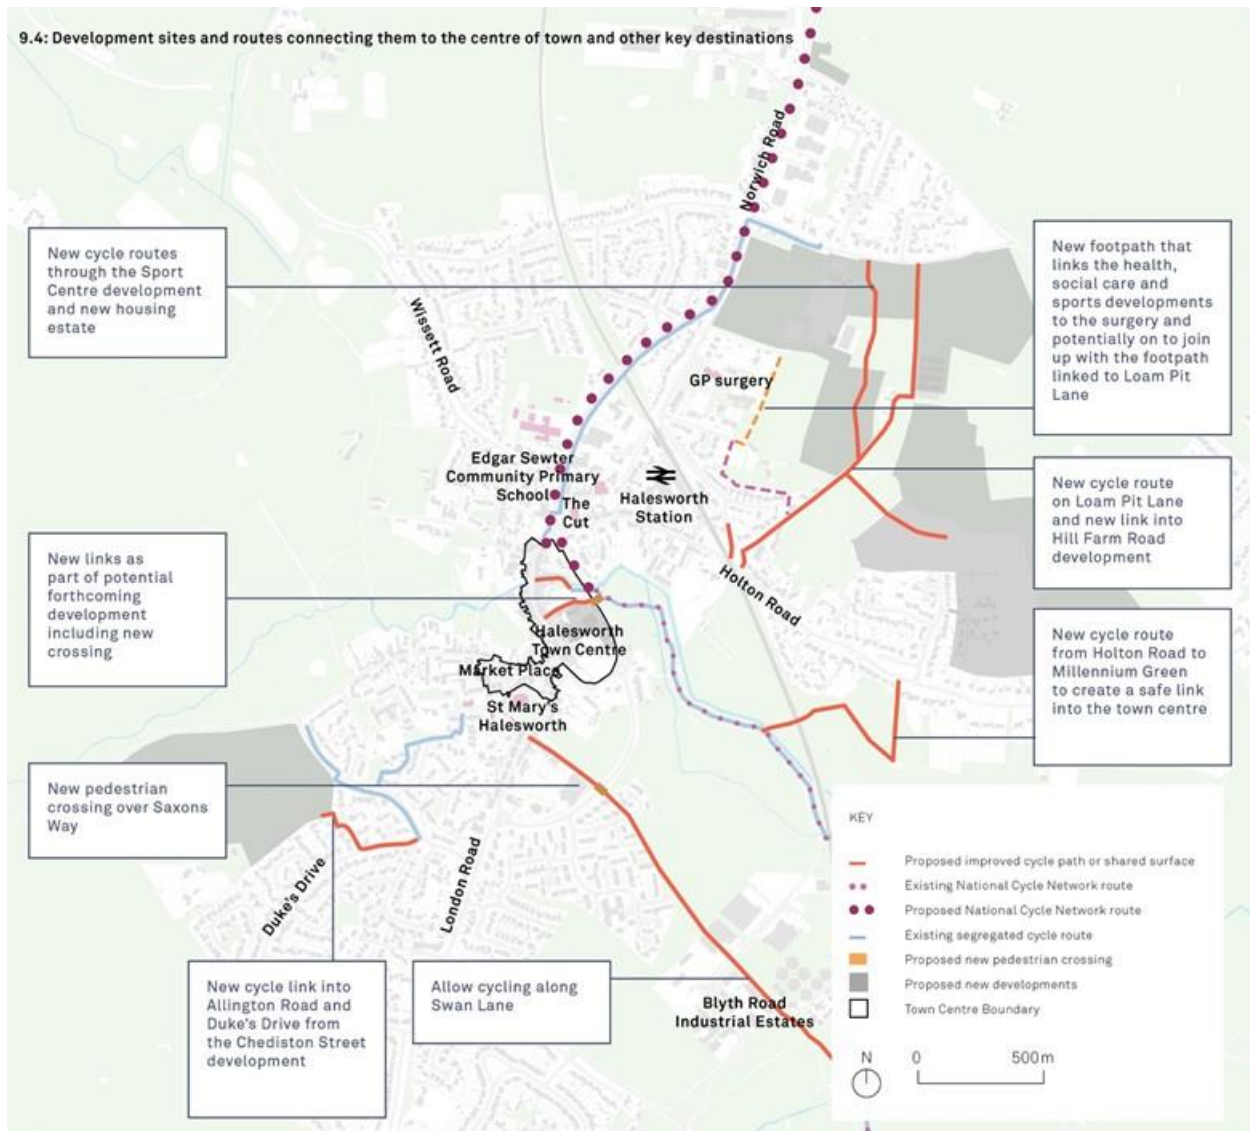 9.4: Development sites and routes connecting them to the centre of town and other key destinations
Norwich Road
New cycle routes
through the Sport
Centre development
and new housing
estate
New footpath that
links the health,
social care and
sports developments
to the surgery and
potentially on to join
up with the footpath
linked to Loam Pit
Lane
Wissett Road
GP surgery
Edgar Sewter
Community Primary
School
The
Cut
Halesworth
Station
New cycle route
on Loam Pit Lane
and new link into
Hill Farm Road
development
New links as
part of potential
forthcoming
development
including new
crossing
Holton Road
Halesworth
Town Centre
Market Place
St Mary's
Halesworth
New cycle route
from Holton Road to
Millennium Green
to create a safe link
into the town centre
New pedestrian
crossing over Saxons
Way
Duke's Drive
London Road
New cycle link into
Allington Road and
Duke's Drive from
the Chediston Street
development
Allow cycling along
Swan Lane
Blyth Road
Industrial Estates
KEY
Proposed improved cycle path or shared surface
Existing National Cycle Network route
Proposed National Cycle Network route
Existing segregated cycle route
Proposed new pedestrian crossing
Proposed new developments
Town Centre Boundary
N
0 500m